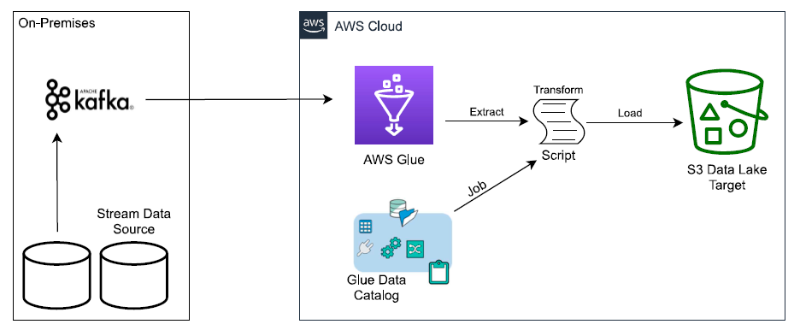 On-Premises
aws
AWS Cloud
APACHE
kafka®
AWS Glue
Extract
Transform
Script
Load
S3 Data Lake
Target
Stream Data
Source
Job
Glue Data
Catalog